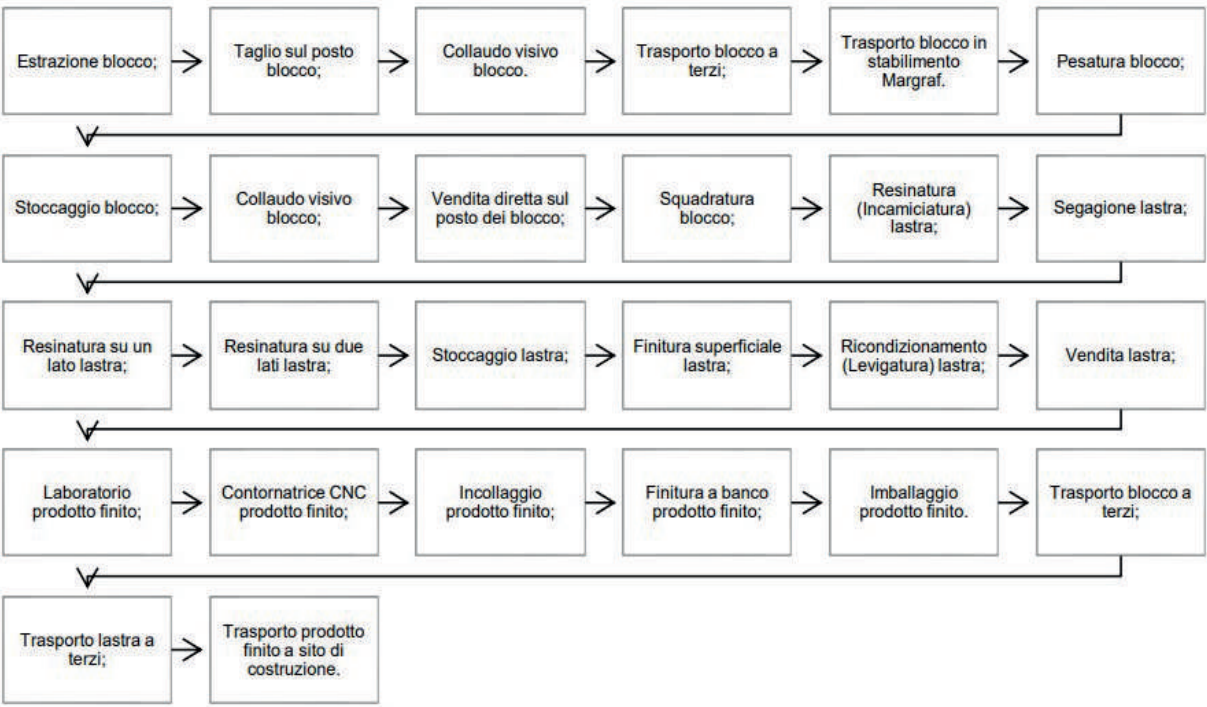 Estrazione blocco;
Taglio sul posto
blocco;
Collaudo visivo
blocco.
Trasporto blocco a
terzi;
Trasporto blocco in
stabilimento
Margraf.
Pesatura blocco;
Stoccaggio blocco;
Collaudo visivo
blocco;
Vendita diretta sul
posto dei blocco;
Squadratura
blocco;
Resinatura
(Incamiciatura)
lastra;
Segagione lastra;
Resinatura su un
lato lastra;
Resinatura su due
lati lastra;
Stoccaggio lastra;
Finitura superficiale
lastra;
Ricondizionamento
(Levigatura) lastra;
Vendita lastra;
Laboratorio
prodotto finito;
Contornatrice CNC
prodotto finito;
Incollaggio
prodotto finito;
Finitura a banco
prodotto finito;
Imballaggio
prodotto finito.
Trasporto blocco a
terzi;
Trasporto lastra a
terzi;
Trasporto prodotto
finito a sito di
costruzione.